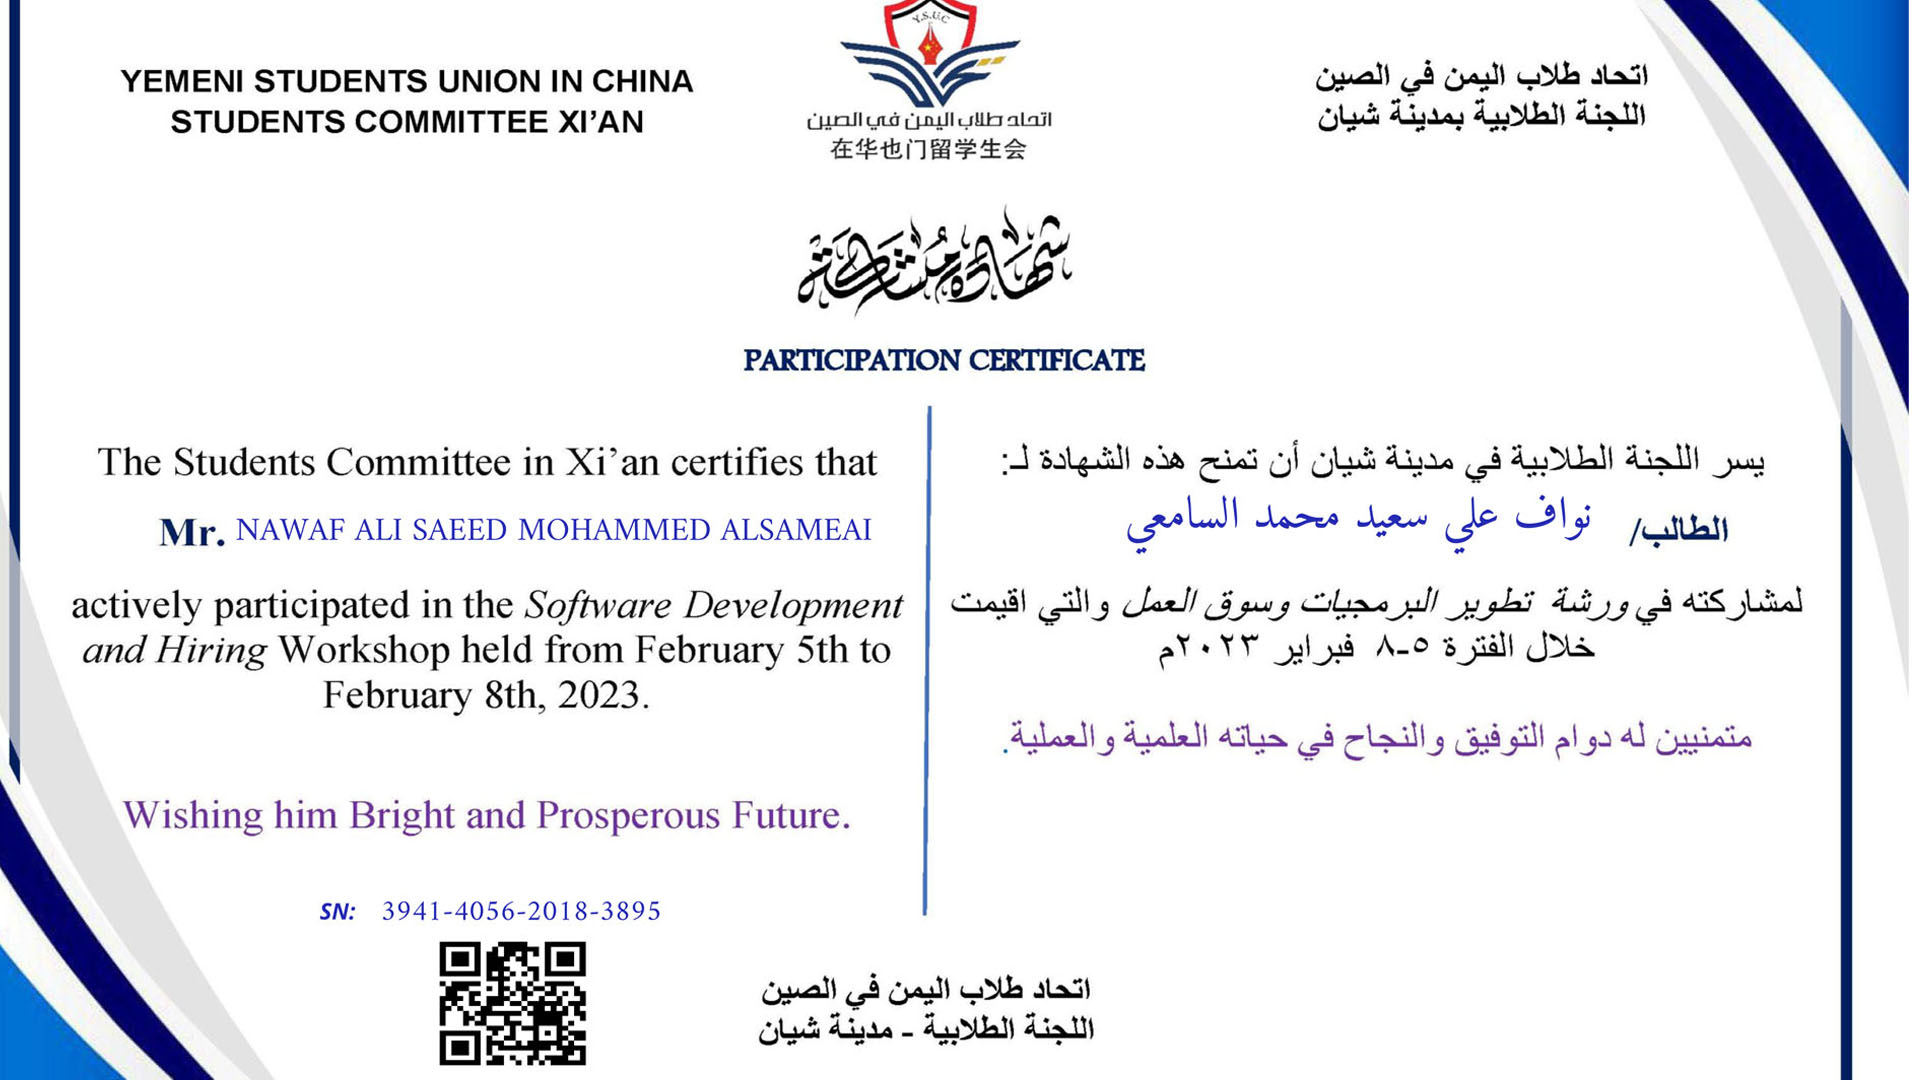 YEMENI STUDENTS UNION IN CHINA
STUDENTS COMMITTEE XI’AN
Y.S.U.C
اتحاد طلاب اليمن في الصين
在华也门留学生会
اتحاد طلاب اليمن في الصين
اللجنة الطلابية بمدينة شيان
شهادة مشاركة
PARTICIPATION CERTIFICATE
The Students Committee in Xi’an certifies that
Mr. NAWAF ALI SAEED MOHAMMED ALSAMEAI
actively participated in the Software Development
and Hiring Workshop held from February 5th to
February 8th, 2023.
Wishing him Bright and Prosperous Future.
SN: 3941-4056-2018-3895
يسر اللجنة الطلابية في مدينة شيان أن تمنح هذه الشهادة لـ:
الطالب/ نواف علي سعيد محمد السامعي
لمشاركته في ورشة تطوير البرمجيات وسوق العمل والتي اقيمت
خلال الفترة ٥-٨ فبراير ٢٠٢٣م
متمنيين له دوام التوفيق والنجاح في حياته العلمية والعملية.
اتحاد طلاب اليمن في الصين
اللجنة الطلابية - مدينة شيان